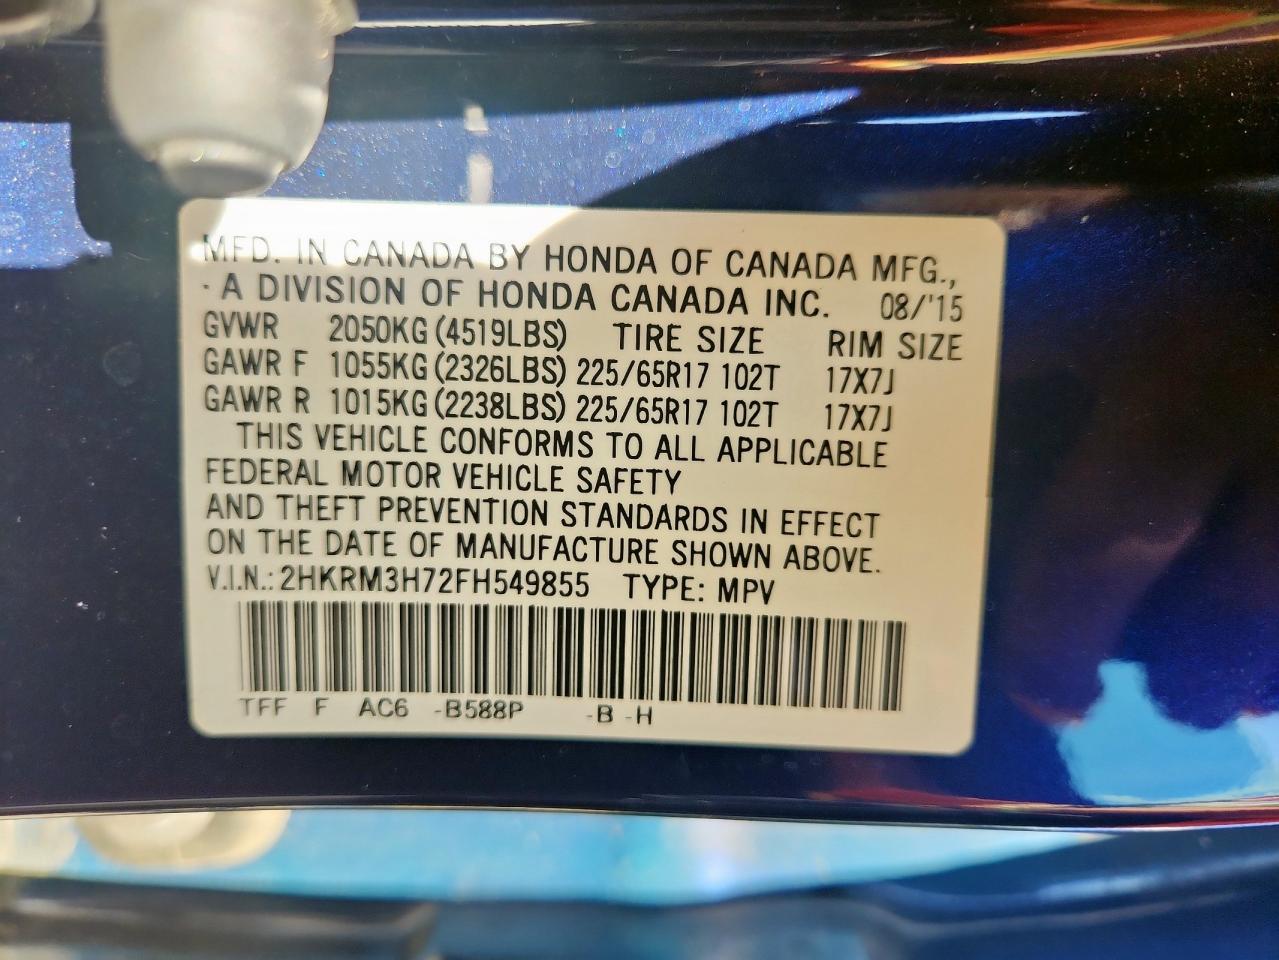 MFD. IN CANADA BY HONDA OF CANADA MFG.,
A DIVISION OF HONDA CANADA INC. 08/'15
GVWR 2050KG (4519LBS) TIRE SIZE RIM SIZE
GAWR F 1055KG (2326LBS) 225/65R17 102T 17X7J
GAWR R 1015KG (2238LBS) 225/65R17 102T 17X7J
THIS VEHICLE CONFORMS TO ALL APPLICABLE
FEDERAL MOTOR VEHICLE SAFETY
AND THEFT PREVENTION STANDARDS IN EFFECT
ON THE DATE OF MANUFACTURE SHOWN ABOVE.
V.I.N.: 2HKRM3H72FH549855 TYPE: MPV
TFF F AC6 -B588P -B -H